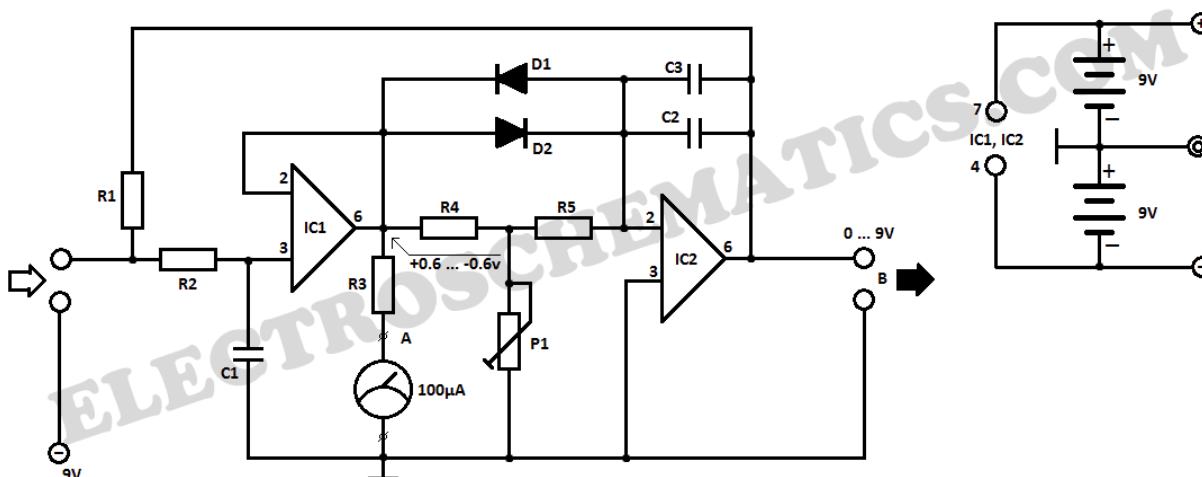 D1
C3
C2
D2
R1
2
IC1
6
R4
R5
2
IC2
6
3
R2
3
+0.6 ... -0.6v
R3
A
C1
100µA
P1
0 ... 9V
B
−
9V
+
+
9V
−
7
IC1, IC2
4
+
9V
−
−
ELECTROSCHEMATICS.COM